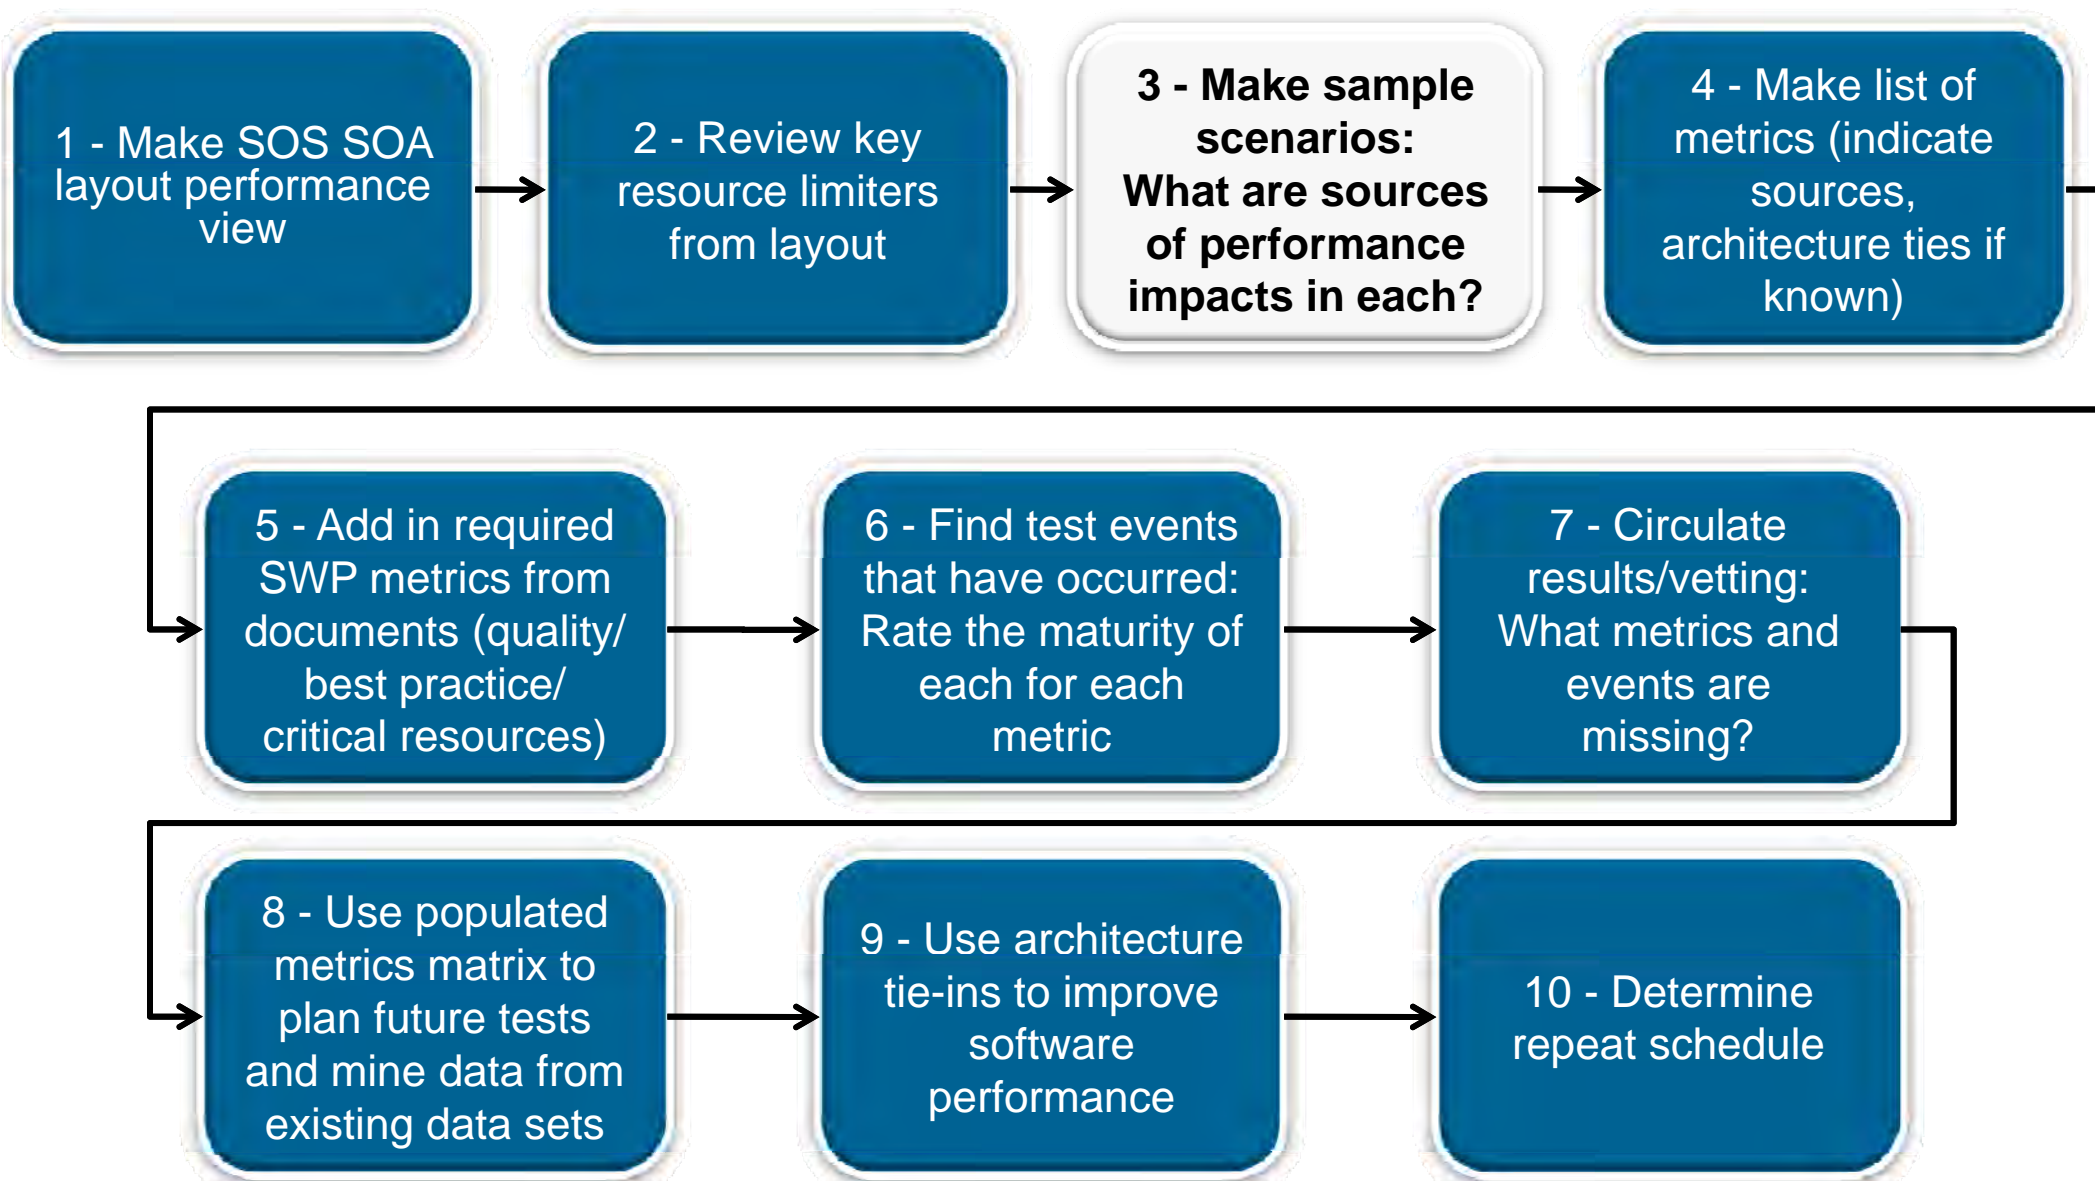 1 - Make SOS SOA
layout performance
view
2 - Review key
resource limiters
from layout
3 - Make sample
scenarios:
What are sources
of performance
impacts in each?
4 - Make list of
metrics (indicate
sources,
architecture ties if
known)
5 - Add in required
SWP metrics from
documents (quality/
best practice/
critical resources)
6 - Find test events
that have occurred:
Rate the maturity of
each for each
metric
7 - Circulate
results/vetting:
What metrics and
events are
missing?
8 - Use populated
metrics matrix to
plan future tests
and mine data from
existing data sets
9 - Use architecture
tie-ins to improve
software
performance
10 - Determine
repeat schedule